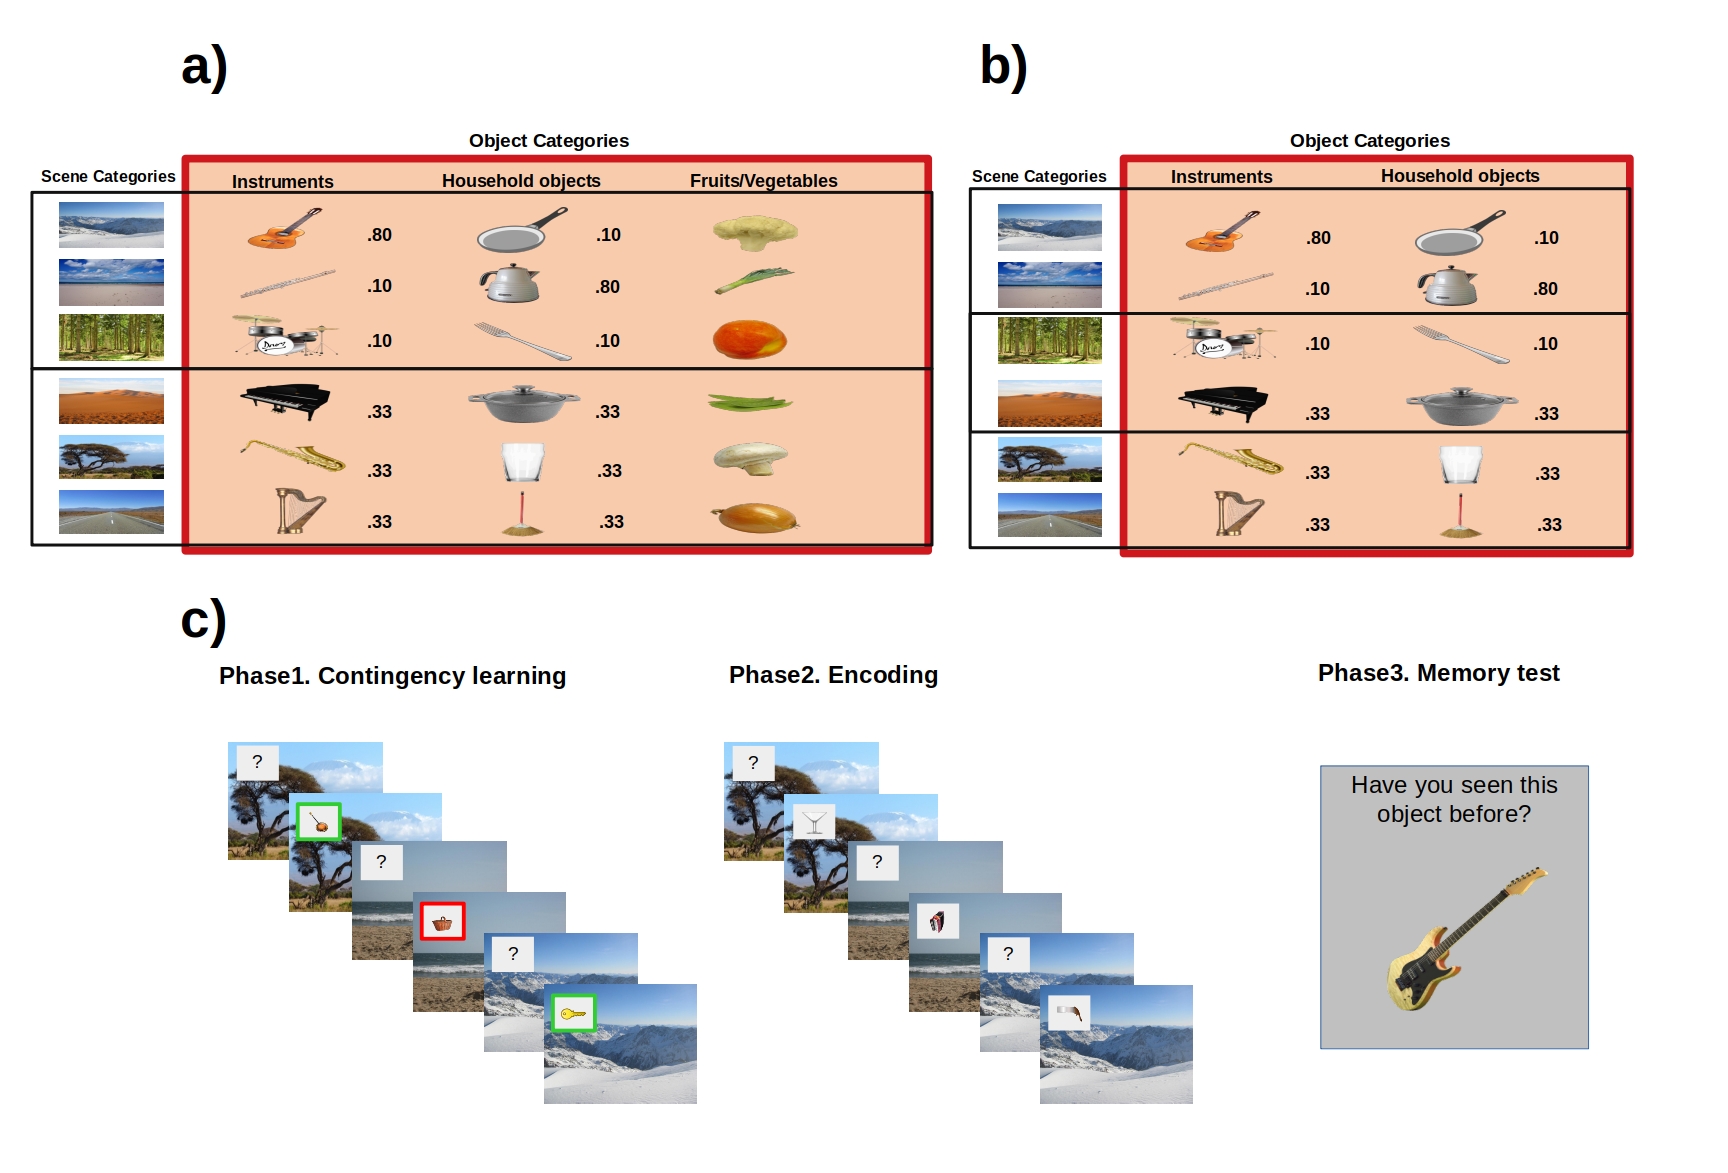 a)
Object Categories
Scene Categories
Instruments
Household objects
Fruits/Vegetables
.80
.10
.10
.80
.10
.10
.33
.33
.33
.33
.33
.33
b)
Object Categories
Scene Categories
Instruments
Household objects
.80
.10
.10
.80
.10
.10
.33
.33
.33
.33
.33
.33
c)
Phase1. Contingency learning
?
?
?
Phase2. Encoding
?
?
?
Phase3. Memory test
Have you seen this
object before?